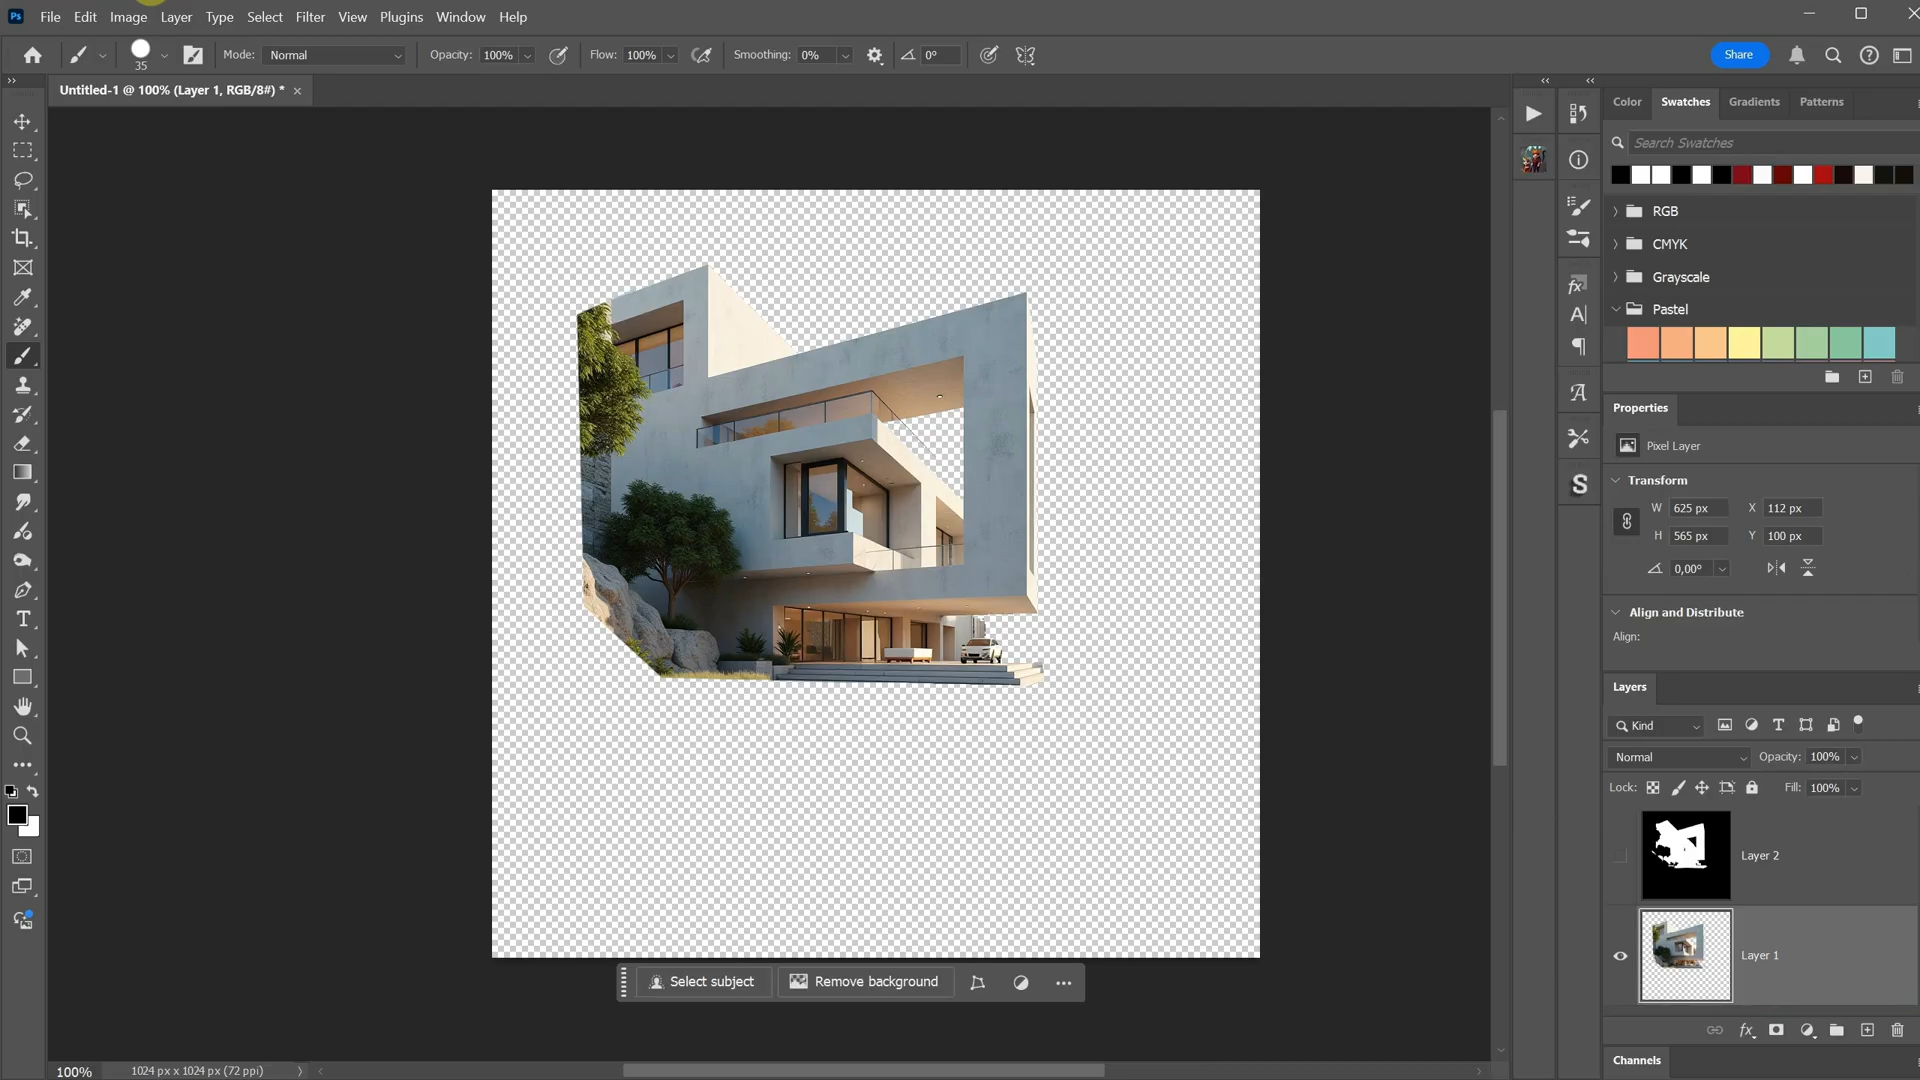 Ps File Edit Image Layer Type Select Filter View Plugins Window Help
35 Mode: Normal Opacity: 100% Flow: 100% Smoothing: 0% 0° Share
Untitled-1 @ 100% (Layer 1, RGB/8#) * ×
Color Swatches Gradients Patterns
Search Swatches
RGB
CMYK
Grayscale
Pastel
Properties
Pixel Layer
Transform
W 625 px X 112 px
H 565 px Y 100 px
0,00°
Align and Distribute
Align:
Layers
Kind
Normal Opacity: 100%
Lock: Fill: 100%
Layer 2
Layer 1
Select subject Remove background
fx
Channels
100% 1024 px x 1024 px (72 ppi)